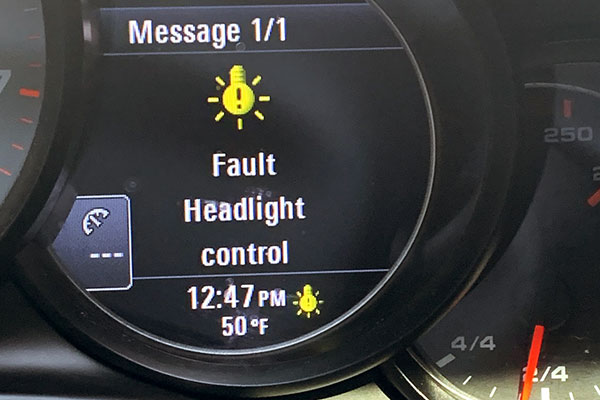 Message 1/1
Fault
Headlight
control
---
12:47 PM
50 °F
250
4/4
2/4